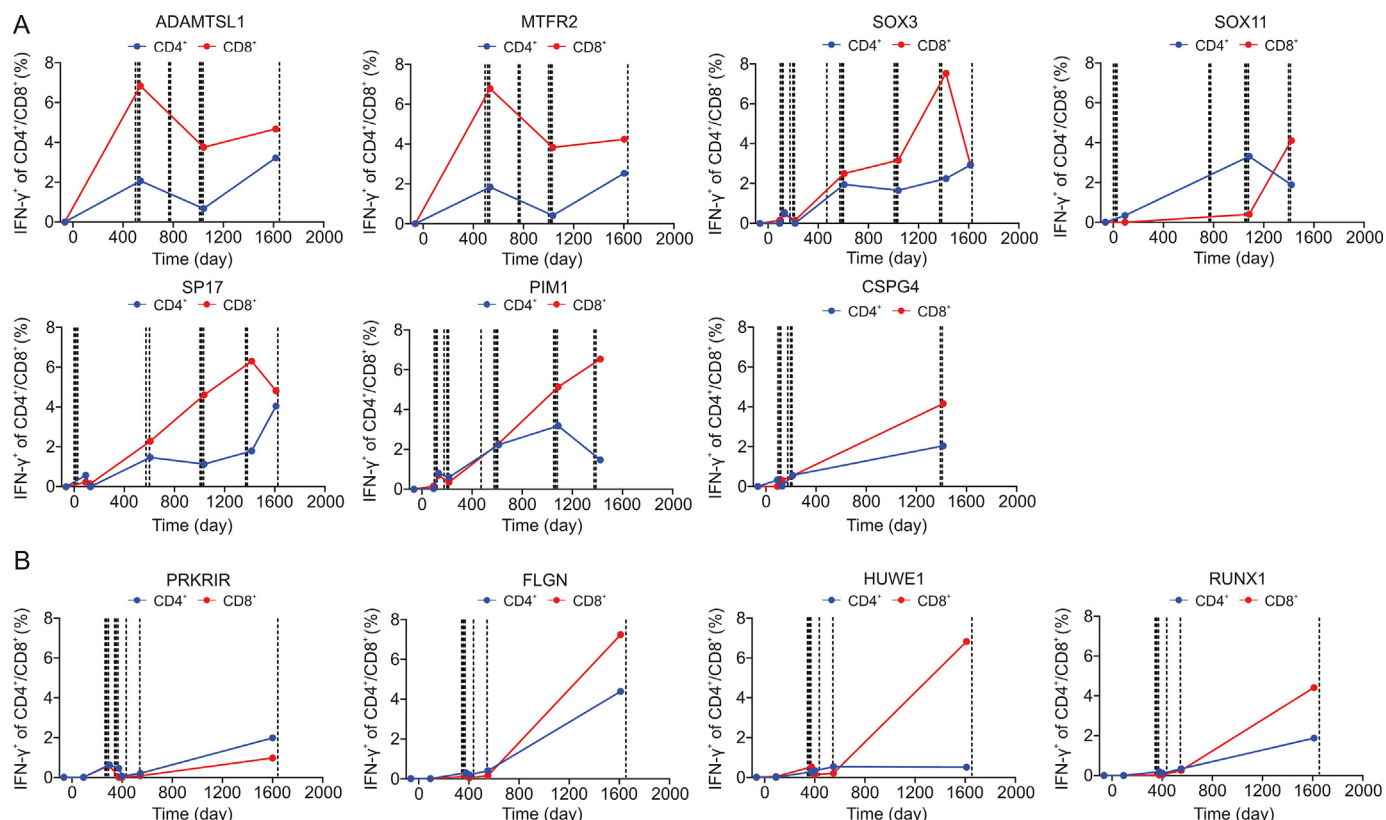 A
ADAMTSL1
CD4⁺ CD8⁺
IFN-γ⁺ of CD4⁺/CD8⁺ (%)
8
6
4
2
0
0 400 800 1200 1600 2000
Time (day)
MTFR2
CD4⁺ CD8⁺
IFN-γ⁺ of CD4⁺/CD8⁺ (%)
8
6
4
2
0
0 400 800 1200 1600 2000
Time (day)
SOX3
CD4⁺ CD8⁺
IFN-γ⁺ of CD4⁺/CD8⁺ (%)
8
6
4
2
0
0 400 800 1200 1600 2000
Time (day)
SOX11
CD4⁺ CD8⁺
IFN-γ⁺ of CD4⁺/CD8⁺ (%)
8
6
4
2
0
0 400 800 1200 1600 2000
Time (day)
SP17
CD4⁺ CD8⁺
IFN-γ⁺ of CD4⁺/CD8⁺ (%)
8
6
4
2
0
0 400 800 1200 1600 2000
Time (day)
PIM1
CD4⁺ CD8⁺
IFN-γ⁺ of CD4⁺/CD8⁺ (%)
8
6
4
2
0
0 400 800 1200 1600 2000
Time (day)
CSPG4
CD4⁺ CD8⁺
IFN-γ⁺ of CD4⁺/CD8⁺ (%)
8
6
4
2
0
0 400 800 1200 1600 2000
Time (day)
B
PRKRIR
CD4⁺ CD8⁺
IFN-γ⁺ of CD4⁺/CD8⁺ (%)
8
6
4
2
0
0 400 800 1200 1600 2000
Time (day)
FLGN
CD4⁺ CD8⁺
IFN-γ⁺ of CD4⁺/CD8⁺ (%)
8
6
4
2
0
0 400 800 1200 1600 2000
Time (day)
HUWE1
CD4⁺ CD8⁺
IFN-γ⁺ of CD4⁺/CD8⁺ (%)
8
6
4
2
0
0 400 800 1200 1600 2000
Time (day)
RUNX1
CD4⁺ CD8⁺
IFN-γ⁺ of CD4⁺/CD8⁺ (%)
8
6
4
2
0
0 400 800 1200 1600 2000
Time (day)